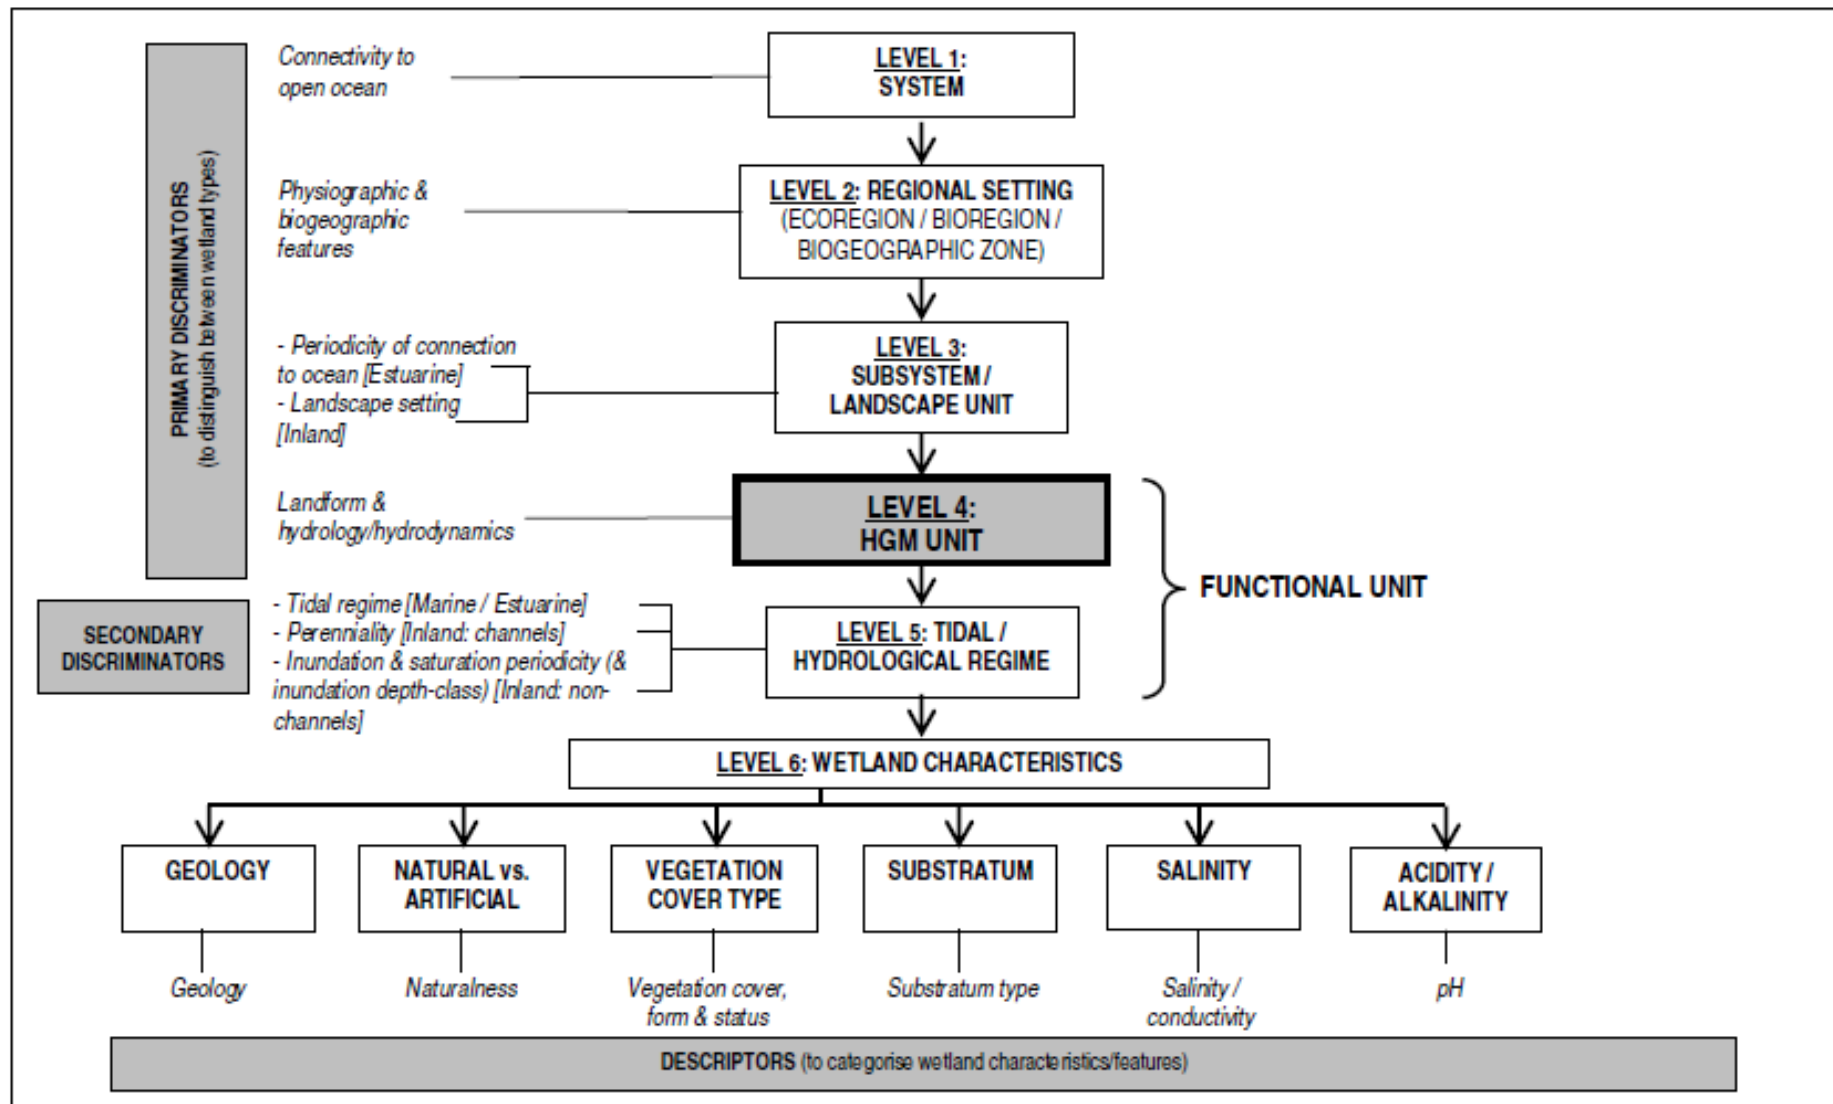 PRIMARY DISCRIMINATORS
(to distinguish between wetland types)
Connectivity to
open ocean
LEVEL 1:
SYSTEM
Physiographic &
biogeographic
features
LEVEL 2: REGIONAL SETTING
(ECOREGION / BIOREGION /
BIOGEOGRAPHIC ZONE)
- Periodicity of connection
to ocean [Estuarine]
- Landscape setting
[Inland]
LEVEL 3:
SUBSYSTEM /
LANDSCAPE UNIT
Landform &
hydrology/hydrodynamics
LEVEL 4:
HGM UNIT
FUNCTIONAL UNIT
SECONDARY
DISCRIMINATORS
- Tidal regime [Marine / Estuarine]
- Perenniality [Inland: channels]
- Inundation & saturation periodicity (&
inundation depth-class) [Inland: non-
channels]
LEVEL 5: TIDAL /
HYDROLOGICAL REGIME
LEVEL 6: WETLAND CHARACTERISTICS
GEOLOGY
NATURAL vs.
ARTIFICIAL
VEGETATION
COVER TYPE
SUBSTRATUM
SALINITY
ACIDITY /
ALKALINITY
Geology
Naturalness
Vegetation cover,
form & status
Substratum type
Salinity /
conductivity
pH
DESCRIPTORS (to categorise wetland characteristics/features)